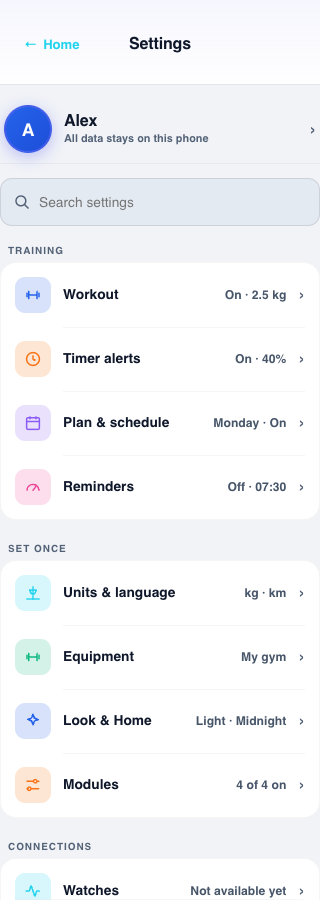 ← Home
Settings
A
Alex
All data stays on this phone
›
Search settings
TRAINING
Workout On · 2.5 kg ›
Timer alerts On · 40% ›
Plan & schedule Monday · On ›
Reminders Off · 07:30 ›
SET ONCE
Units & language kg · km ›
Equipment My gym ›
Look & Home Light · Midnight ›
Modules 4 of 4 on ›
CONNECTIONS
Watches Not available yet ›